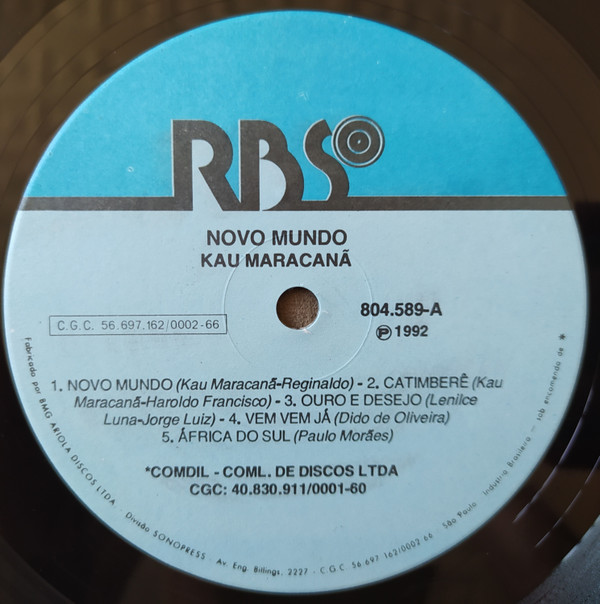 RBS
NOVO MUNDO
KAU MARACANÃ
804.589-A
C.G.C. 56.697.162/0002-66
Ⓟ 1992
1. NOVO MUNDO (Kau Maracanã-Reginaldo) - 2. CATIMBERÊ (Kau
Maracanã-Haroldo Francisco) - 3. OURO E DESEJO (Lenilce
Luna-Jorge Luiz) - 4. VEM VEM JÁ (Dido de Oliveira)
5. ÁFRICA DO SUL (Paulo Morães)
*COMDIL - COML. DE DISCOS LTDA
CGC: 40.830.911/0001-60
Fabricado por BMG ARIOLA DISCOS LTDA. Divisão SONOPRESS - Av. Eng. Billings, 2227 - C G C 56 697 162/0002 66 - São Paulo - Industria Brasileira - sob encomenda de *